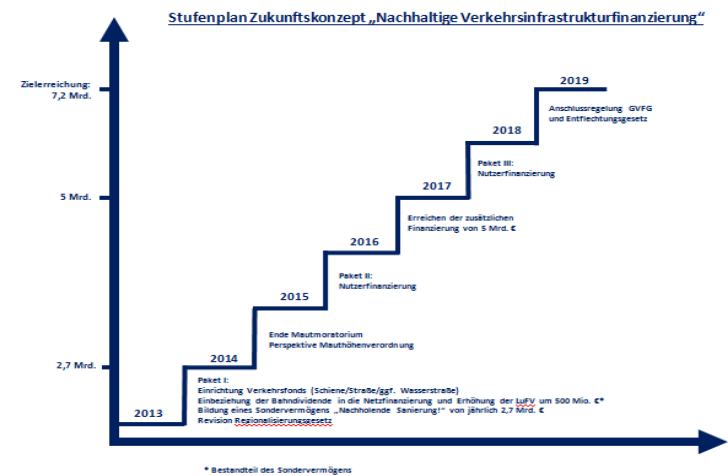 Stufenplan Zukunftskonzept „Nachhaltige Verkehrsinfrastrukturfinanzierung“
Zielerreichung:
7,2 Mrd.
2019
Anschlussregelung GVFG
und Entflechtungsgesetz
2018
Paket III:
Nutzerfinanzierung
5 Mrd.
2017
Erreichen der zusätzlichen
Finanzierung von 5 Mrd. €
2016
Paket II:
Nutzerfinanzierung
2015
Ende Mautmoratorium
Perspektive Mauthöhenverordnung
2,7 Mrd.
2014
Paket I:
Einrichtung Verkehrsfonds (Schiene/Straße/ggf. Wasserstraße)
Einbeziehung der Bahndividende in die Netzfinanzierung und Erhöhung der LuFV um 500 Mio. €*
Bildung eines Sondervermögens „Nachholende Sanierung!“ von jährlich 2,7 Mrd. €
Revision Regionalisierungsgesetz
2013
* Bestandteil des Sondervermögens